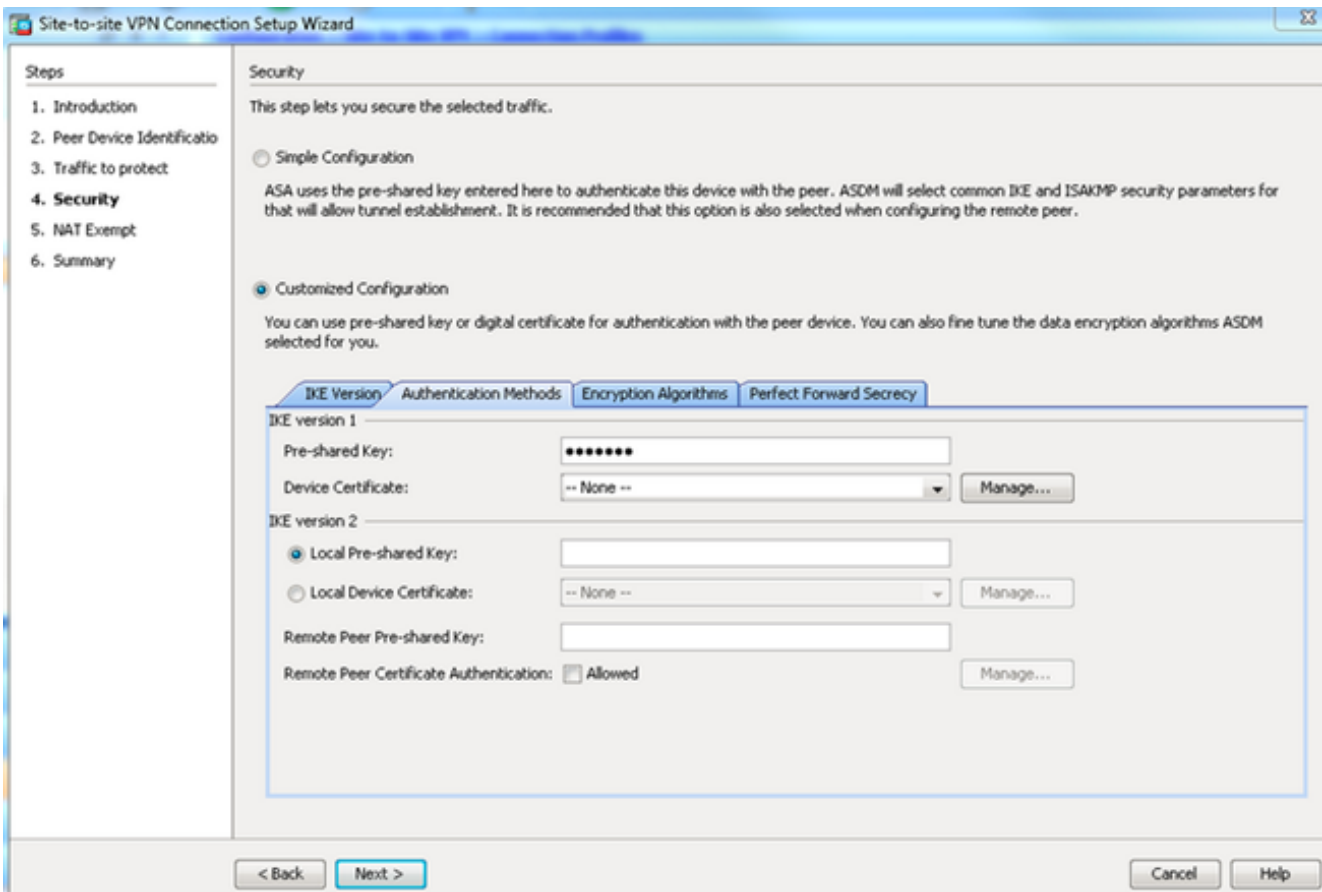 Site-to-site VPN Connection Setup Wizard
Steps
1. Introduction
2. Peer Device Identificatio
3. Traffic to protect
4. Security
5. NAT Exempt
6. Summary
Security
This step lets you secure the selected traffic.
Simple Configuration
ASA uses the pre-shared key entered here to authenticate this device with the peer. ASDM will select common IKE and ISAKMP security parameters for
that will allow tunnel establishment. It is recommended that this option is also selected when configuring the remote peer.
Customized Configuration
You can use pre-shared key or digital certificate for authentication with the peer device. You can also fine tune the data encryption algorithms ASDM
selected for you.
IKE Version Authentication Methods Encryption Algorithms Perfect Forward Secrecy
IKE version 1
Pre-shared Key: •••••••
Device Certificate: -- None -- Manage...
IKE version 2
Local Pre-shared Key:
Local Device Certificate: -- None -- Manage...
Remote Peer Pre-shared Key:
Remote Peer Certificate Authentication: Allowed Manage...
< Back Next > Cancel Help